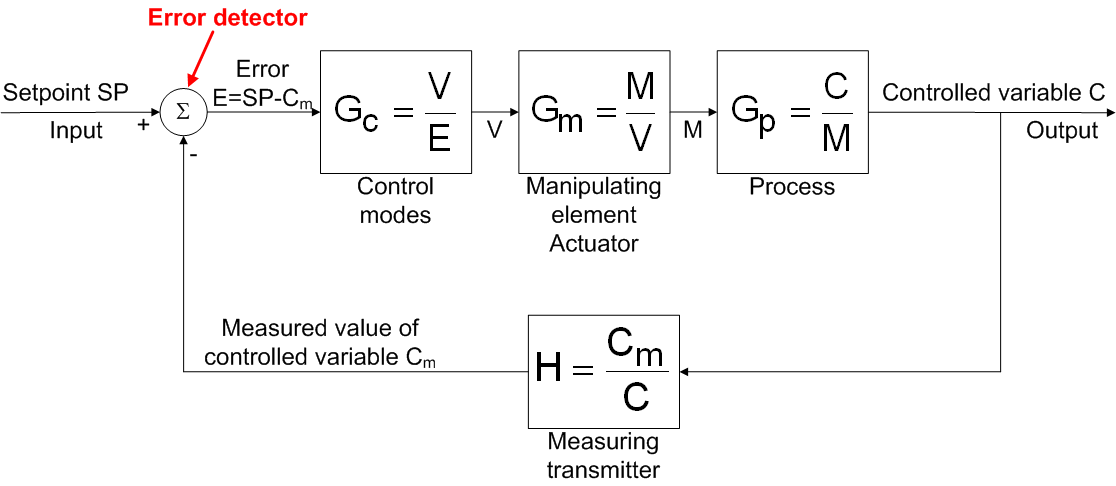 Error detector
Setpoint SP
Input
+
-
Σ
Error
E=SP-Cm
Gc = V/E
Control
modes
V
Gm = M/V
Manipulating
element
Actuator
M
Gp = C/M
Process
Controlled variable C
Output
Measured value of
controlled variable Cm
H = Cm/C
Measuring
transmitter